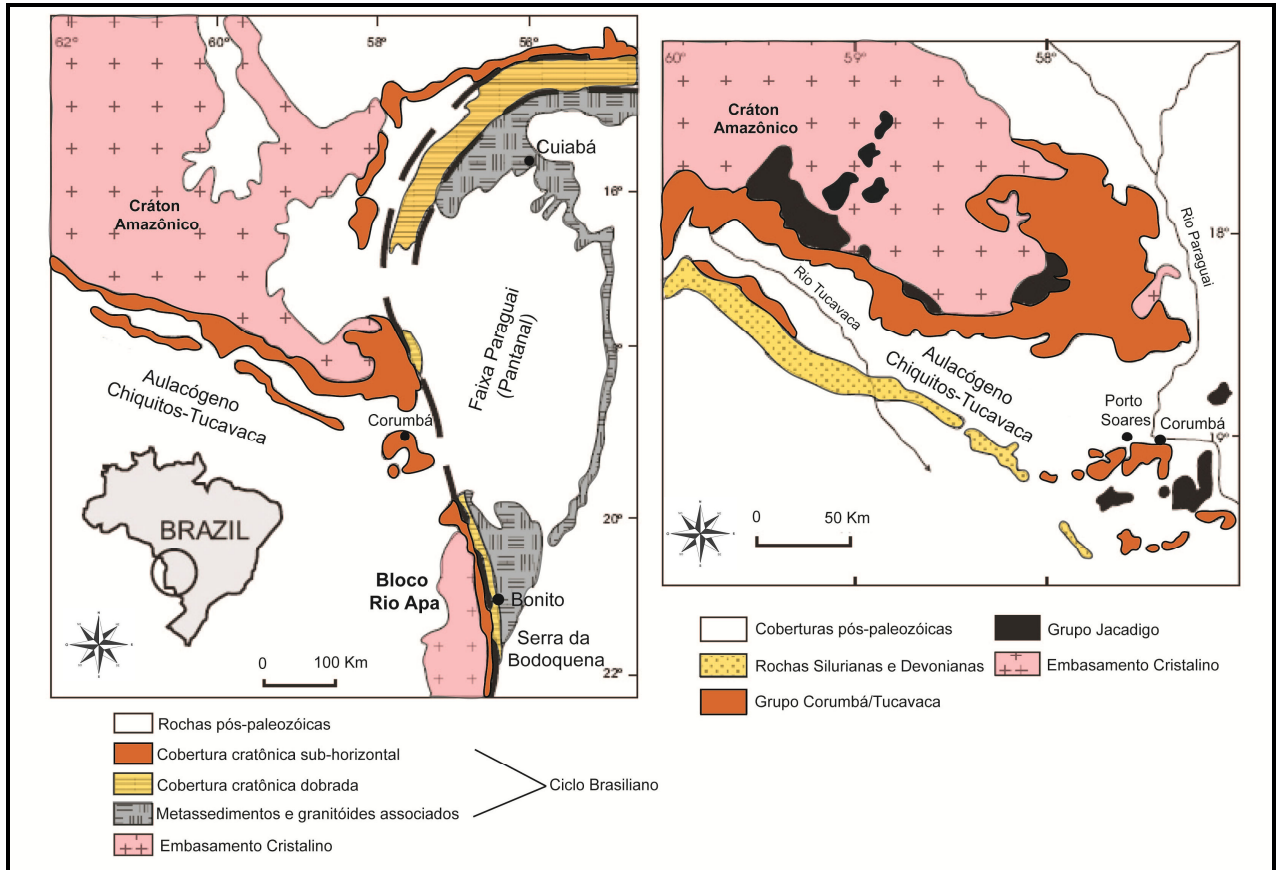 62°
60°
58°
56°
Cuiabá
16°
Cráton
Amazônico
Faixa Paraguai
(Pantanal)
18°
Aulacógeno
Chiquitos-Tucavaca
Corumbá
BRAZIL
20°
Bloco
Rio Apa
Bonito
Serra da
Bodoquena
0 100 Km
22°
Rochas pós-paleozóicas
Cobertura cratônica sub-horizontal
Cobertura cratônica dobrada
Ciclo Brasiliano
Metassedimentos e granitóides associados
Embasamento Cristalino
60°
59°
58°
Cráton
Amazônico
Rio Paraguai
18°
Rio Tucavaca
Aulacógeno
Chiquitos-Tucavaca
Porto
Soares
Corumbá
19°
0 50 Km
Coberturas pós-paleozóicas
Grupo Jacadigo
Rochas Silurianas e Devonianas
Embasamento Cristalino
Grupo Corumbá/Tucavaca